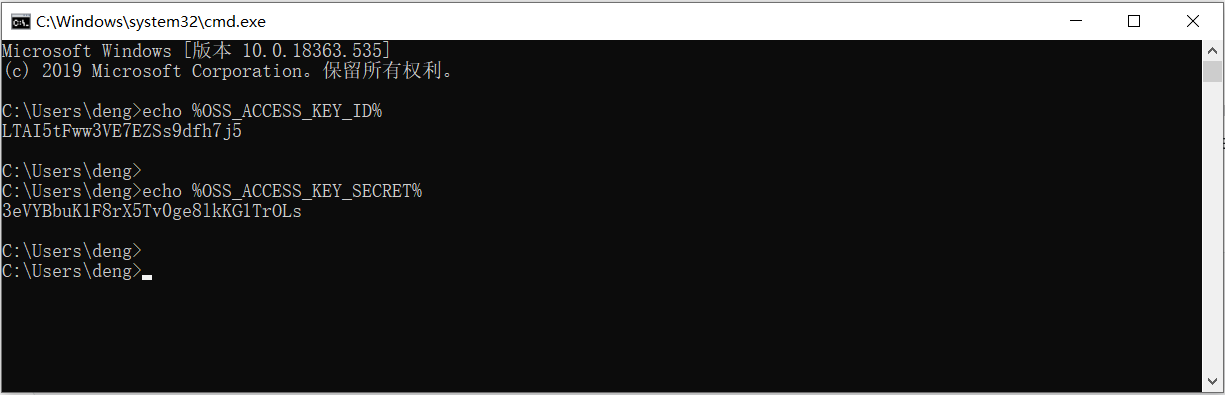 C:\Windows\system32\cmd.exe
Microsoft Windows [版本 10.0.18363.535]
(c) 2019 Microsoft Corporation。保留所有权利。
C:\Users\deng>echo %OSS_ACCESS_KEY_ID%
LTAI5tFww3VE7EZSs9dfh7j5
C:\Users\deng>
C:\Users\deng>echo %OSS_ACCESS_KEY_SECRET%
3eVYBbuK1F8rX5Tv0ge8lkKGlTrOLs
C:\Users\deng>
C:\Users\deng>